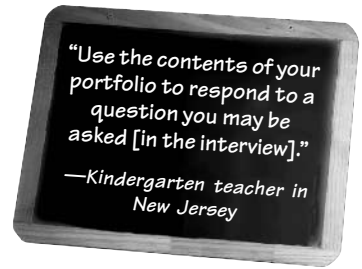 “Use the contents of your
portfolio to respond to a
question you may be
asked [in the interview].”
—Kindergarten teacher in
New Jersey